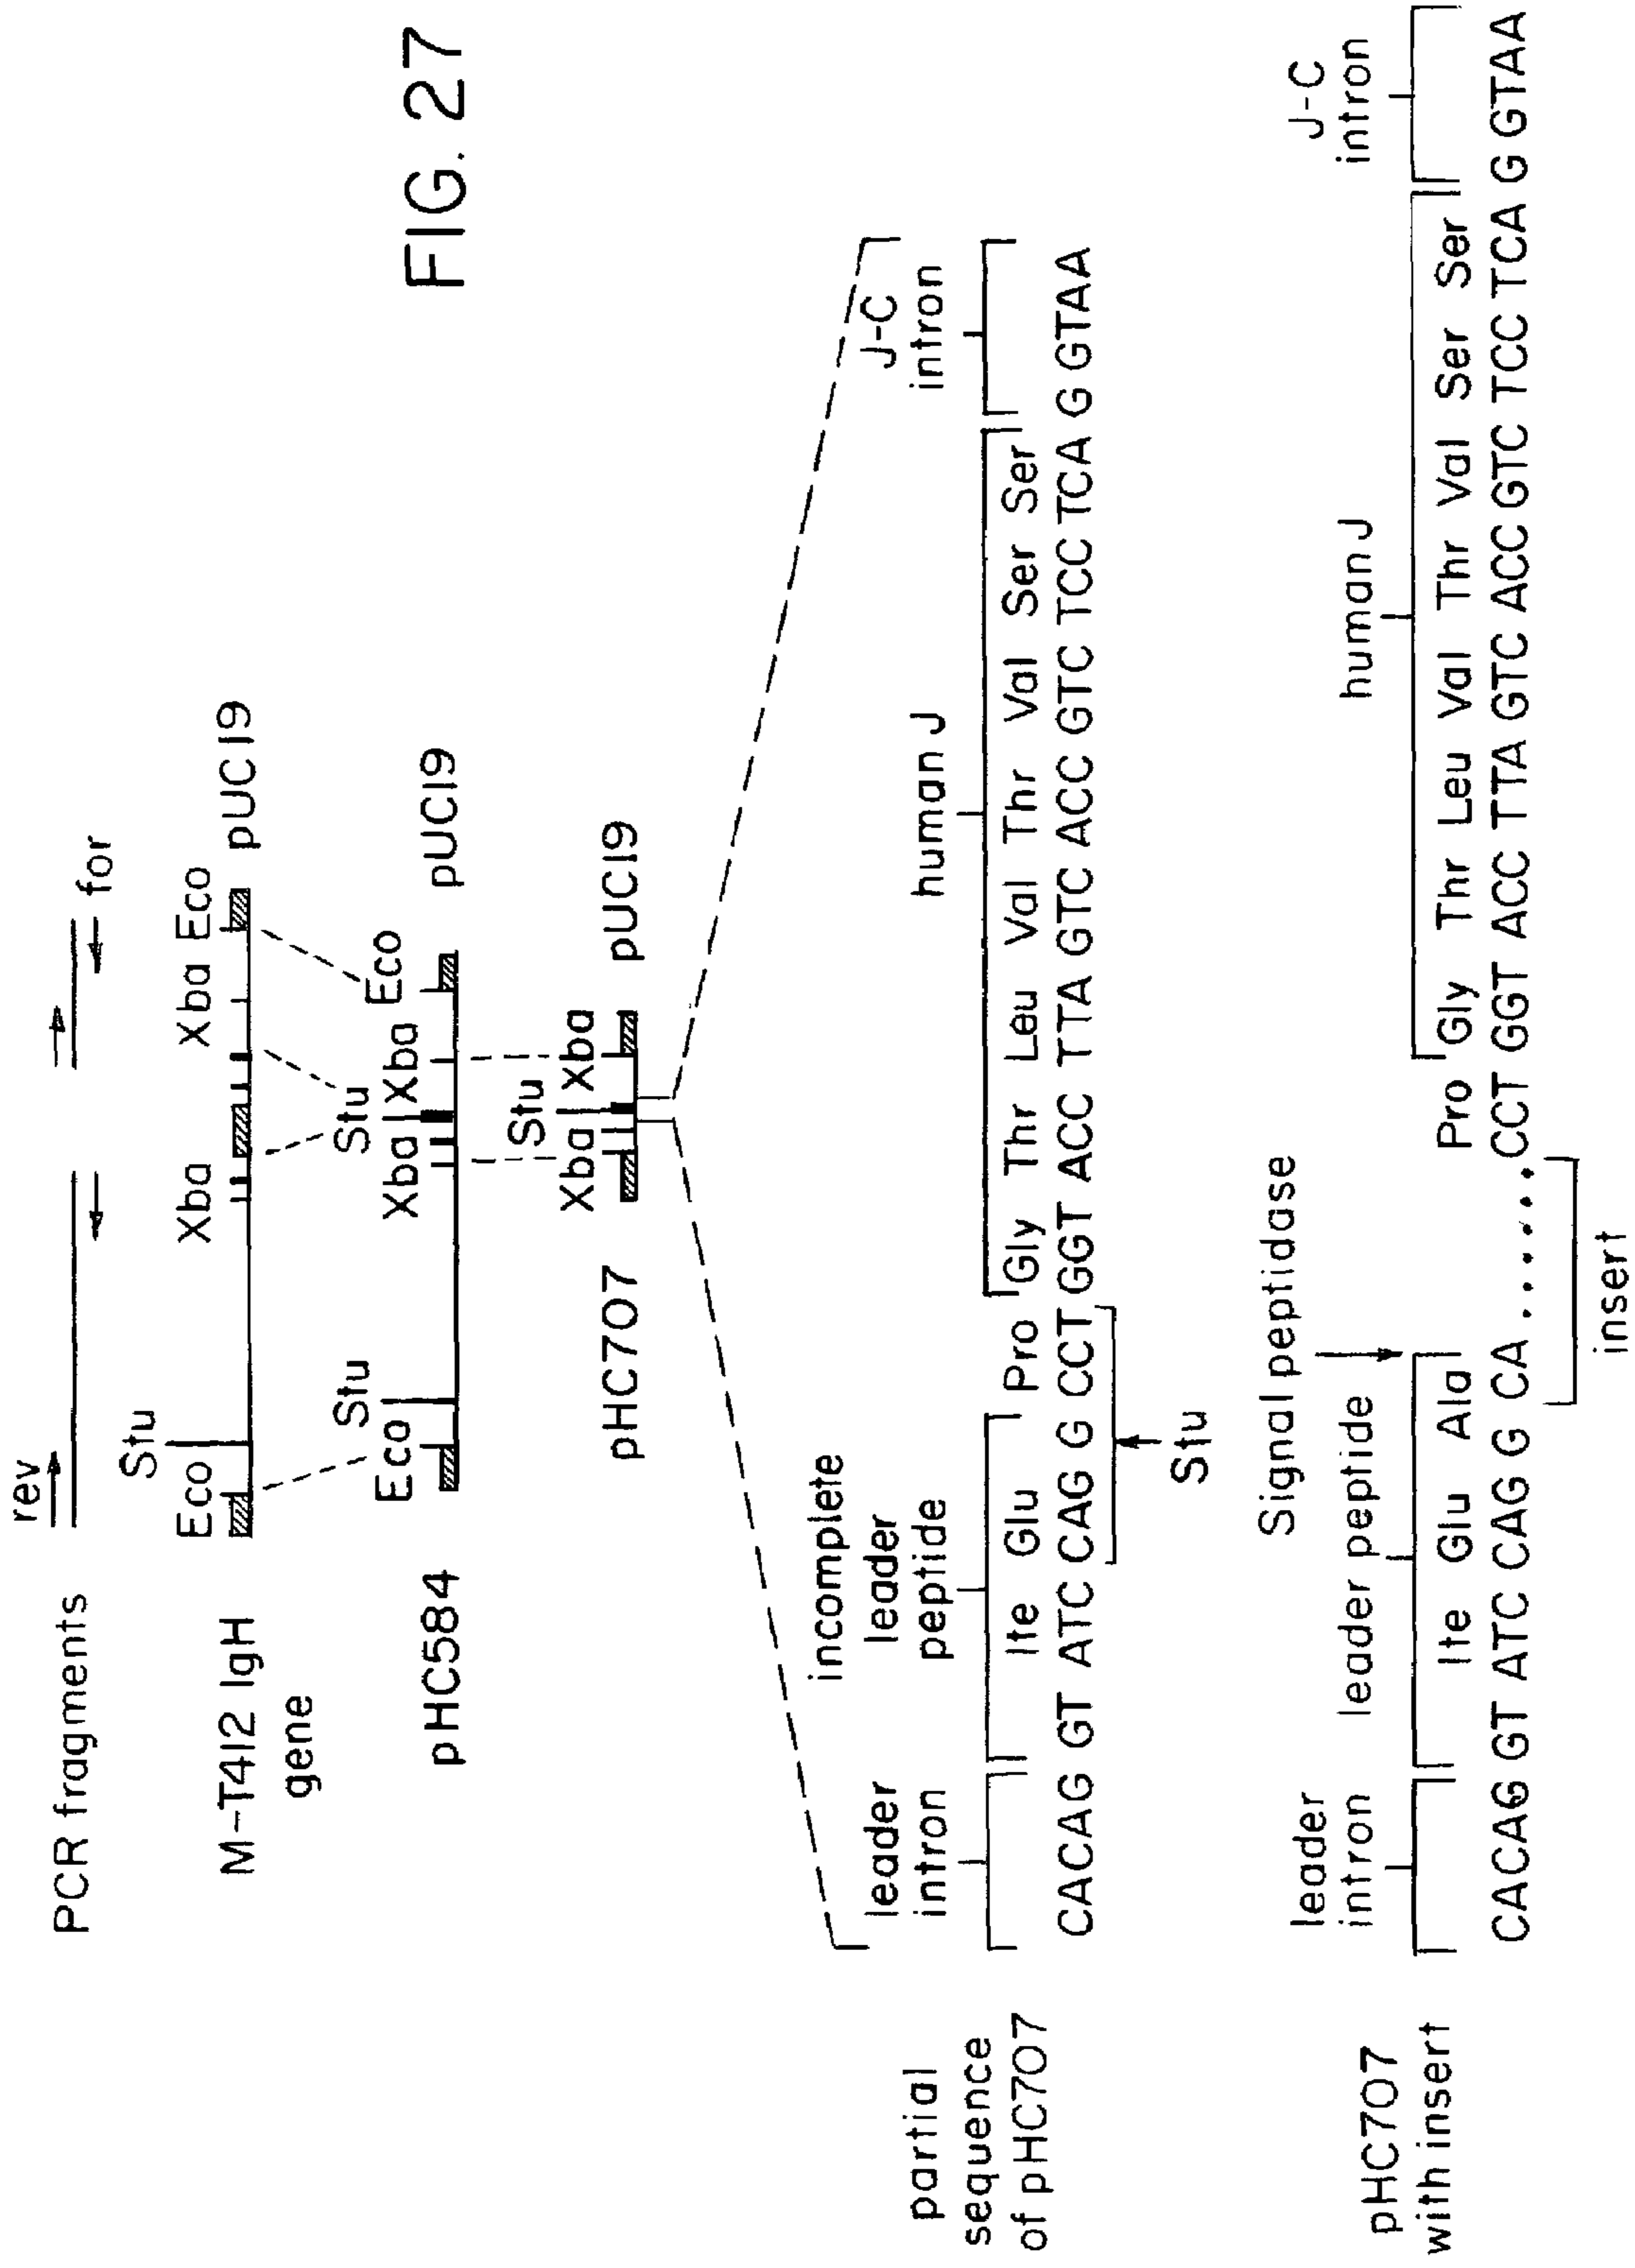 FIG. 27
PCR fragments
rev
for
M-T412 IgH
gene
Eco
Stu
Xba
Xba
Eco
pUC19
pHC584
Eco
Stu
Xba
Stu
Xba
Eco
pUC19
pHC707
Xba
Stu
Xba
pUC19
partial
sequence
of pHC707
leader
intron
incomplete
leader
peptide
human J
J-C
intron
Ite Glu Pro Gly Thr Leu Val Thr Val Ser Ser
CACAG GT ATC CAG G CCT GGT ACC TTA GTC ACC GTC TCC TCA G GTAA
Stu
pHC707
with insert
leader
intron
leader peptide
Signal peptidase
human J
J-C
intron
Ite Glu Ala Pro Gly Thr Leu Val Thr Val Ser Ser
CACAG GT ATC CAG G CA ...... CCT GGT ACC TTA GTC ACC GTC TCC TCA G GTAA
insert